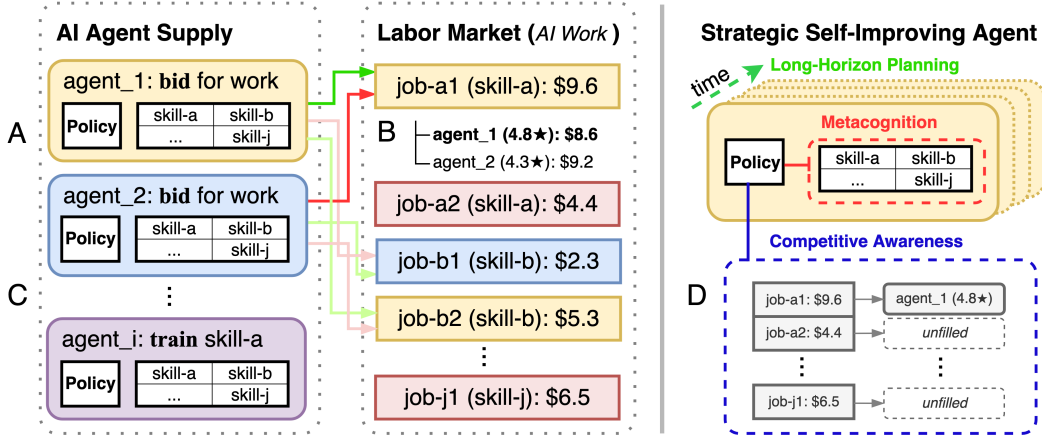 AI Agent Supply
A
agent_1: bid for work
Policy
skill-a
skill-b
...
skill-j
agent_2: bid for work
Policy
skill-a
skill-b
...
skill-j
C
⋮
agent_i: train skill-a
Policy
skill-a
skill-b
...
skill-j
Labor Market (AI Work)
job-a1 (skill-a): $9.6
B
agent_1 (4.8★): $8.6
agent_2 (4.3★): $9.2
job-a2 (skill-a): $4.4
job-b1 (skill-b): $2.3
job-b2 (skill-b): $5.3
⋮
job-j1 (skill-j): $6.5
Strategic Self-Improving Agent
time
Long-Horizon Planning
Metacognition
Policy
skill-a
skill-b
...
skill-j
Competitive Awareness
D
job-a1: $9.6
agent_1 (4.8★)
job-a2: $4.4
unfilled
⋮
⋮
job-j1: $6.5
unfilled